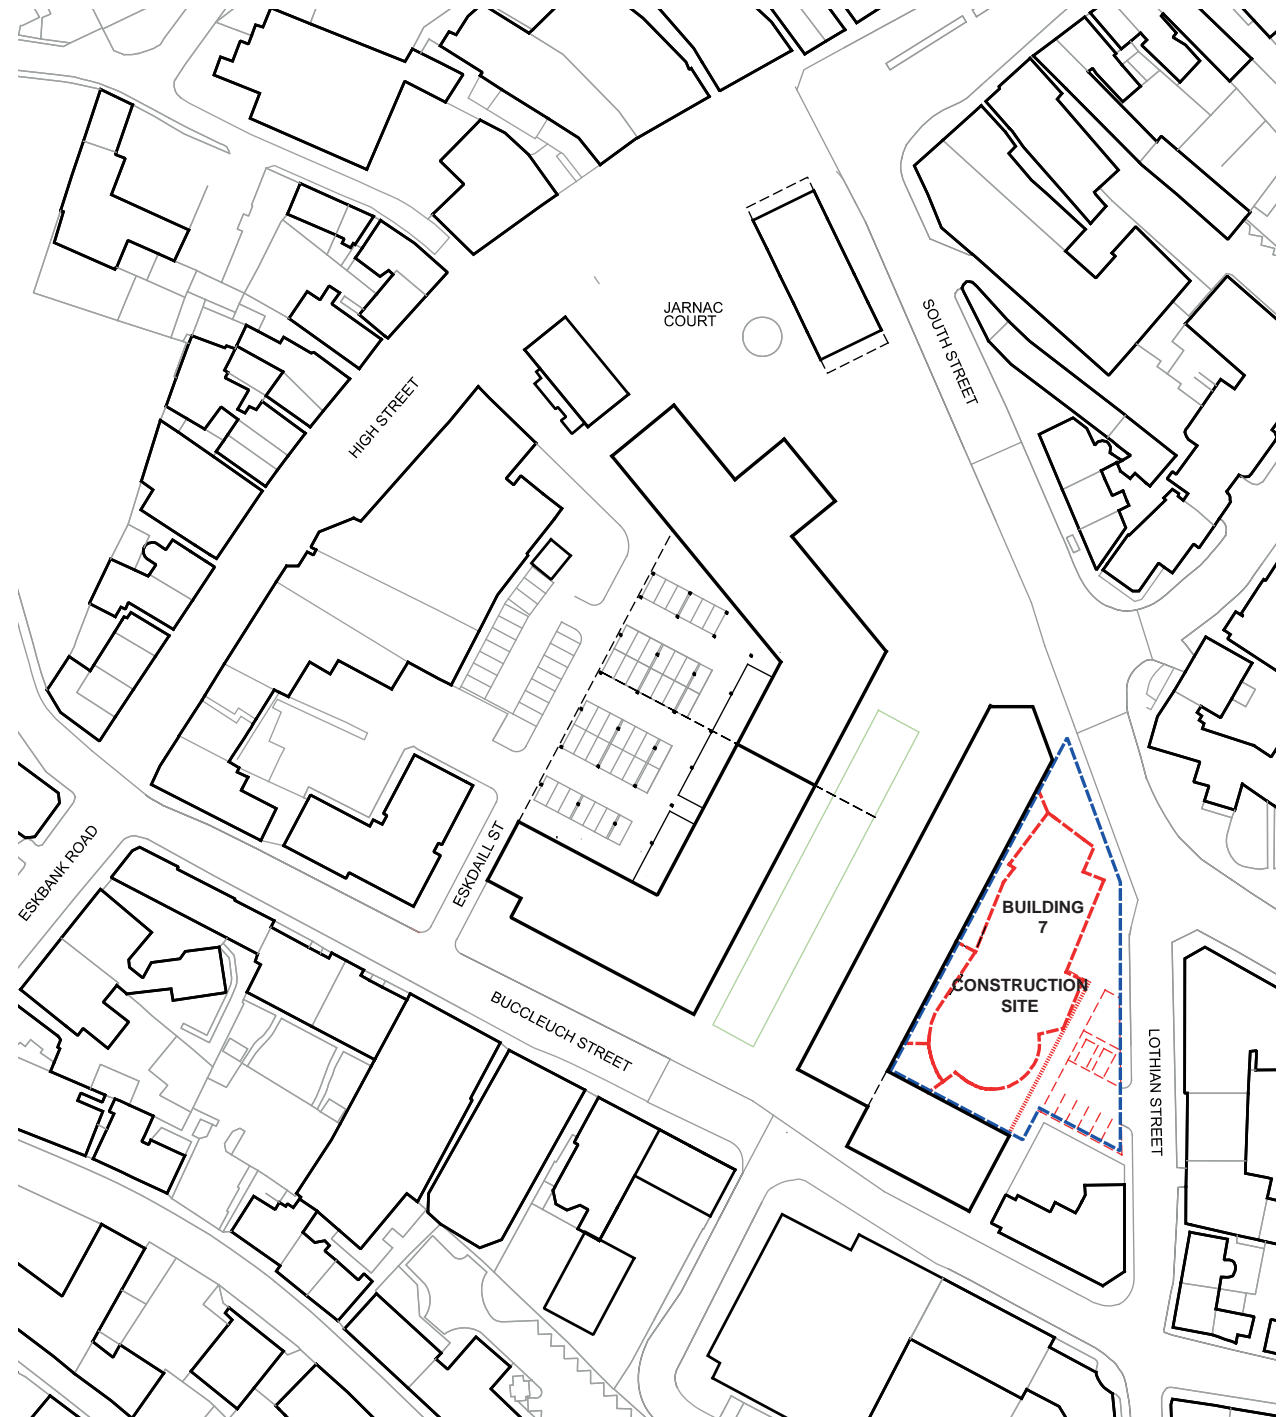 JARNAC
COURT
SOUTH STREET
HIGH STREET
ESKDAILL ST
ESKBANK ROAD
BUILDING
7
CONSTRUCTION
SITE
BUCCLEUCH STREET
LOTHIAN STREET